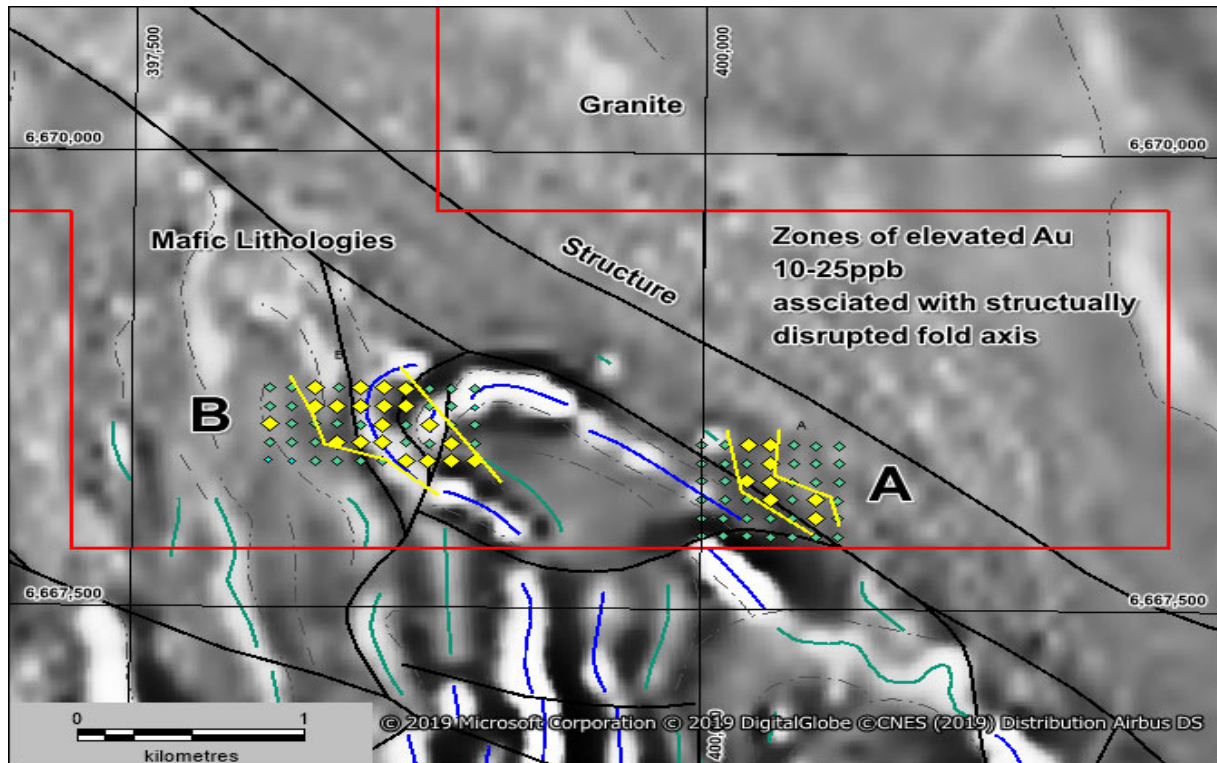 397,500
400,000
Granite
6,670,000
6,670,000
Mafic Lithologies
Structure
Zones of elevated Au
10-25ppb
assciated with structually
disrupted fold axis
B
B
A
A
6,667,500
6,667,500
400,00
0
1
kilometres
© 2019 Microsoft Corporation © 2019 DigitalGlobe ©CNES (2019) Distribution Airbus DS